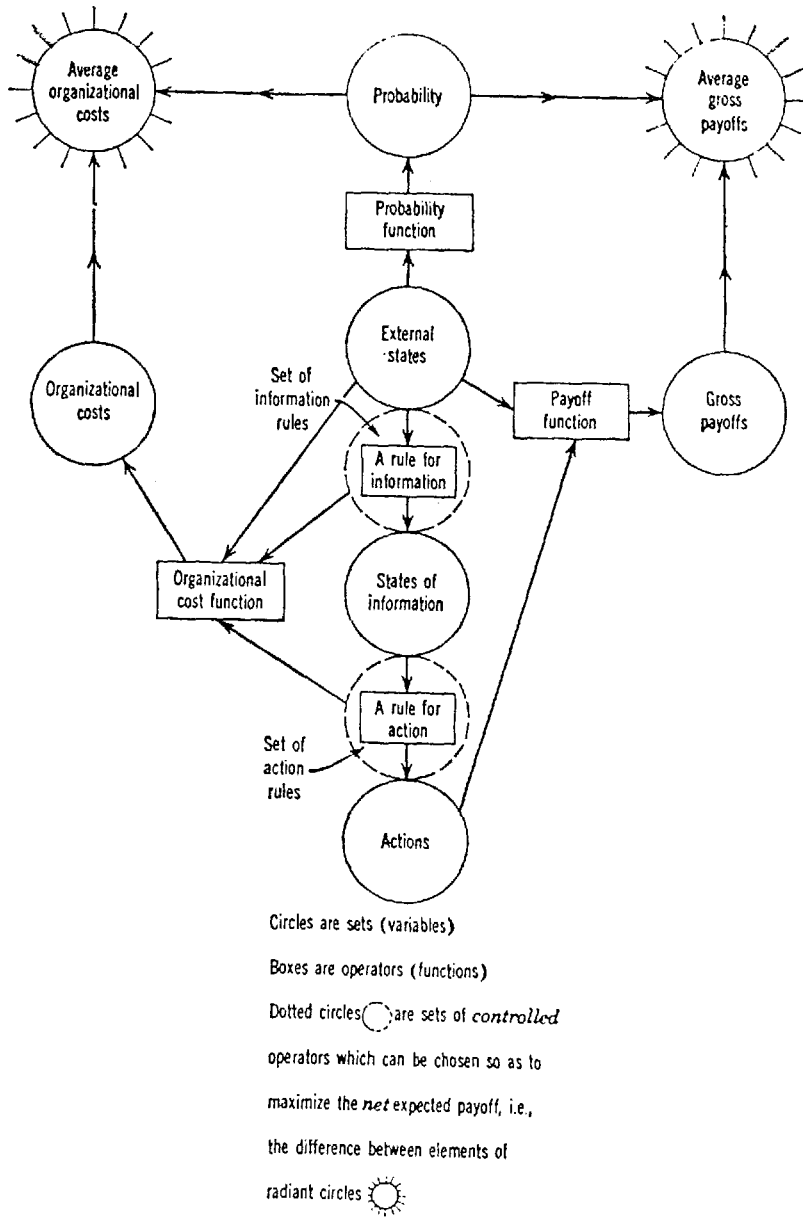 Average
organizational
costs
Probability
Average
gross
payoffs
Probability
function
External
states
Set of
information
rules
Organizational
costs
Payoff
function
Gross
payoffs
A rule for
information
Organizational
cost function
States of
information
A rule for
action
Set of
action
rules
Actions
Circles are sets (variables)
Boxes are operators (functions)
Dotted circles are sets of controlled
operators which can be chosen so as to
maximize the net expected payoff, i.e.,
the difference between elements of
radiant circles